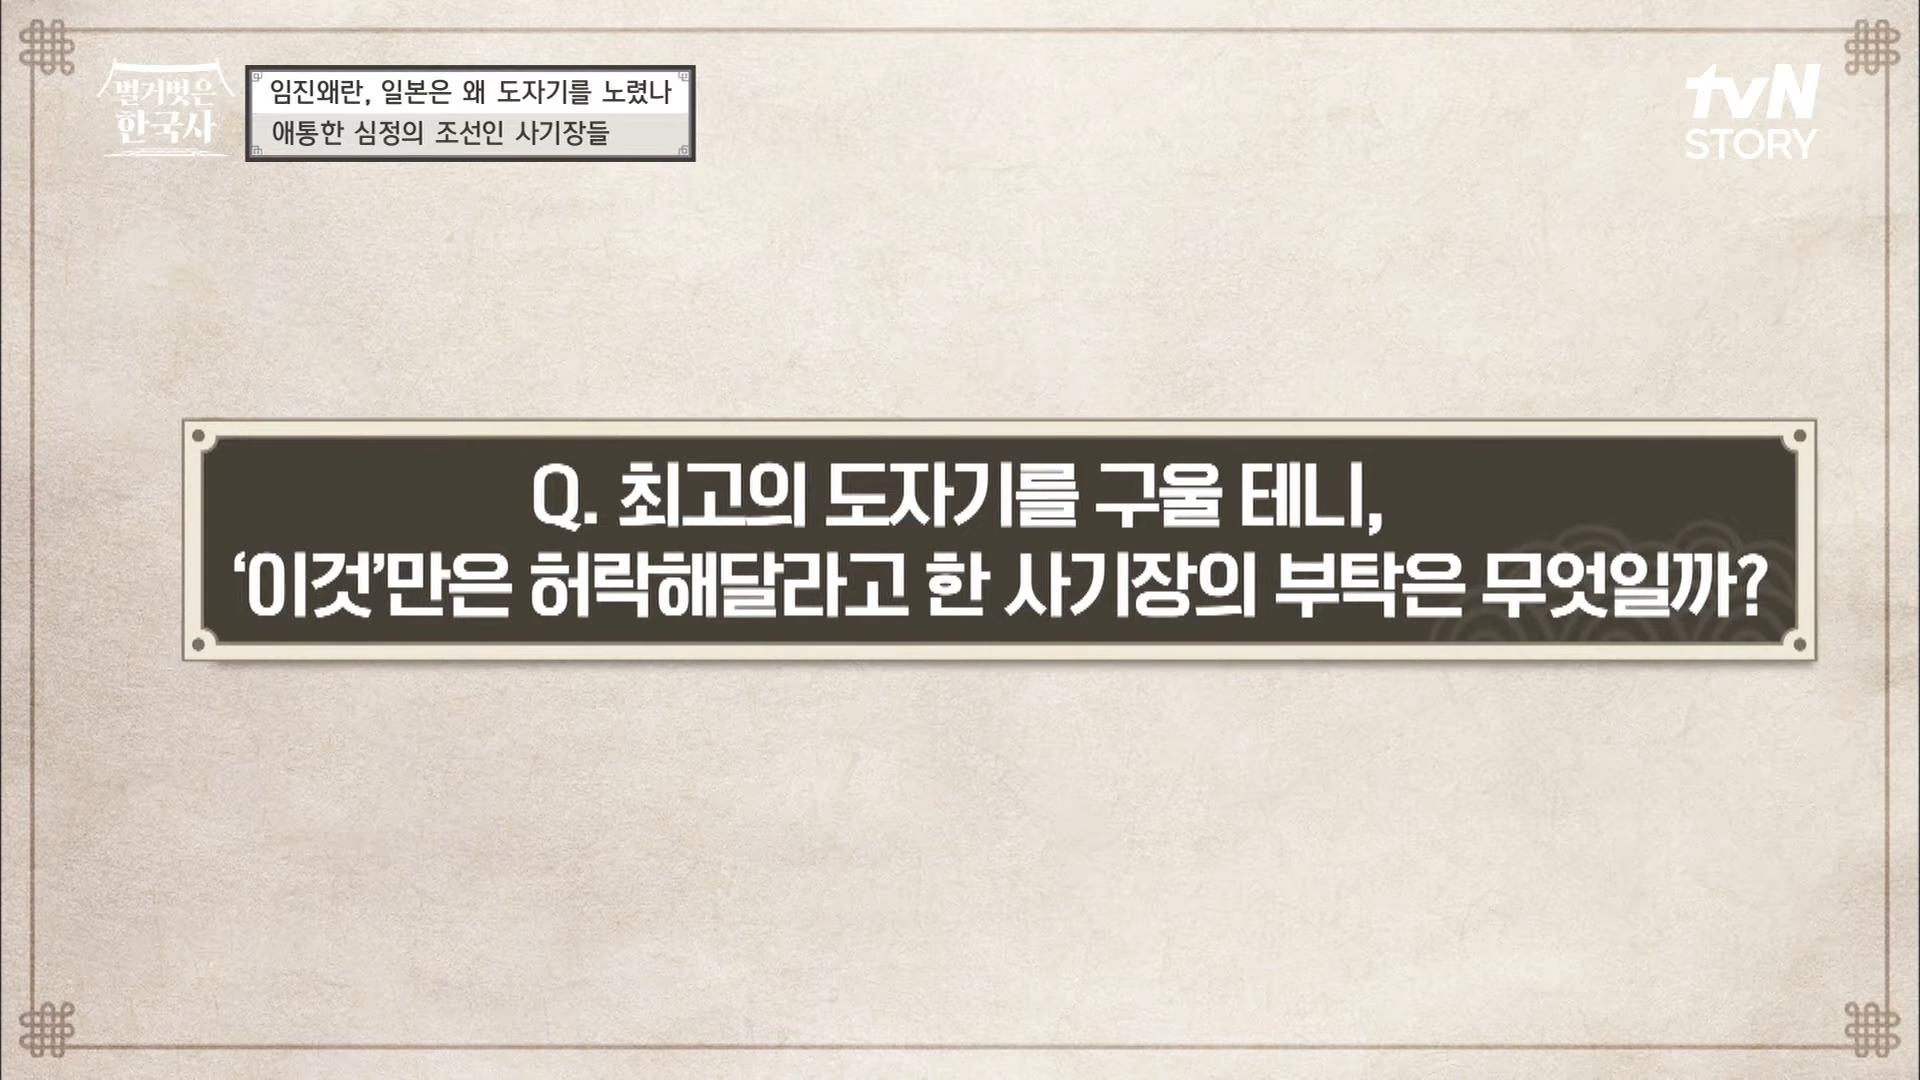 벌거벗은
한국사
임진왜란, 일본은 왜 도자기를 노렸나
애통한 심정의 조선인 사기장들
tvN
STORY
Q. 최고의 도자기를 구울 테니,
‘이것’만은 허락해달라고 한 사기장의 부탁은 무엇일까?